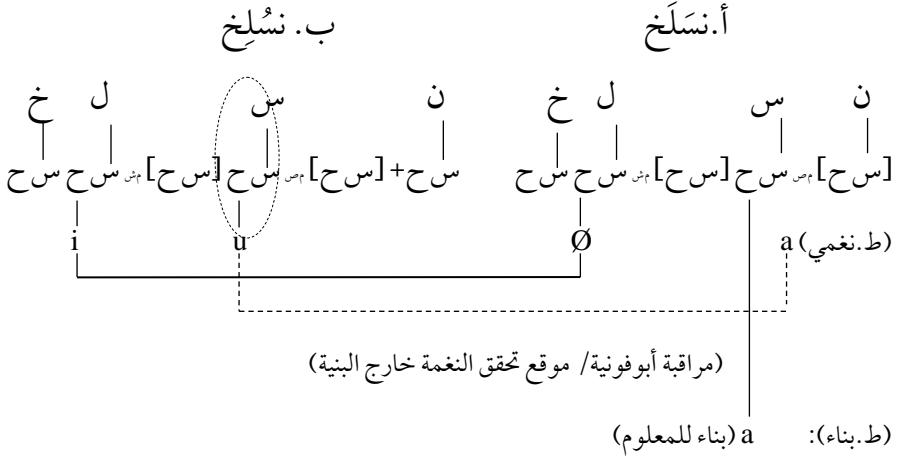 أ.نسَلَخ ب. نسُلِخ
ن س ل خ ن س ل خ
[س ح] مص س ح [س ح] مش س ح س ح س ح+[س ح] مص س ح [س ح] مش س ح س ح
(ط.نغمي) a Ø u i
(مراقبة أبوفونية/ موقع تحقق النغمة خارج البنية)
(ط.بناء): a (بناء للمعلوم)